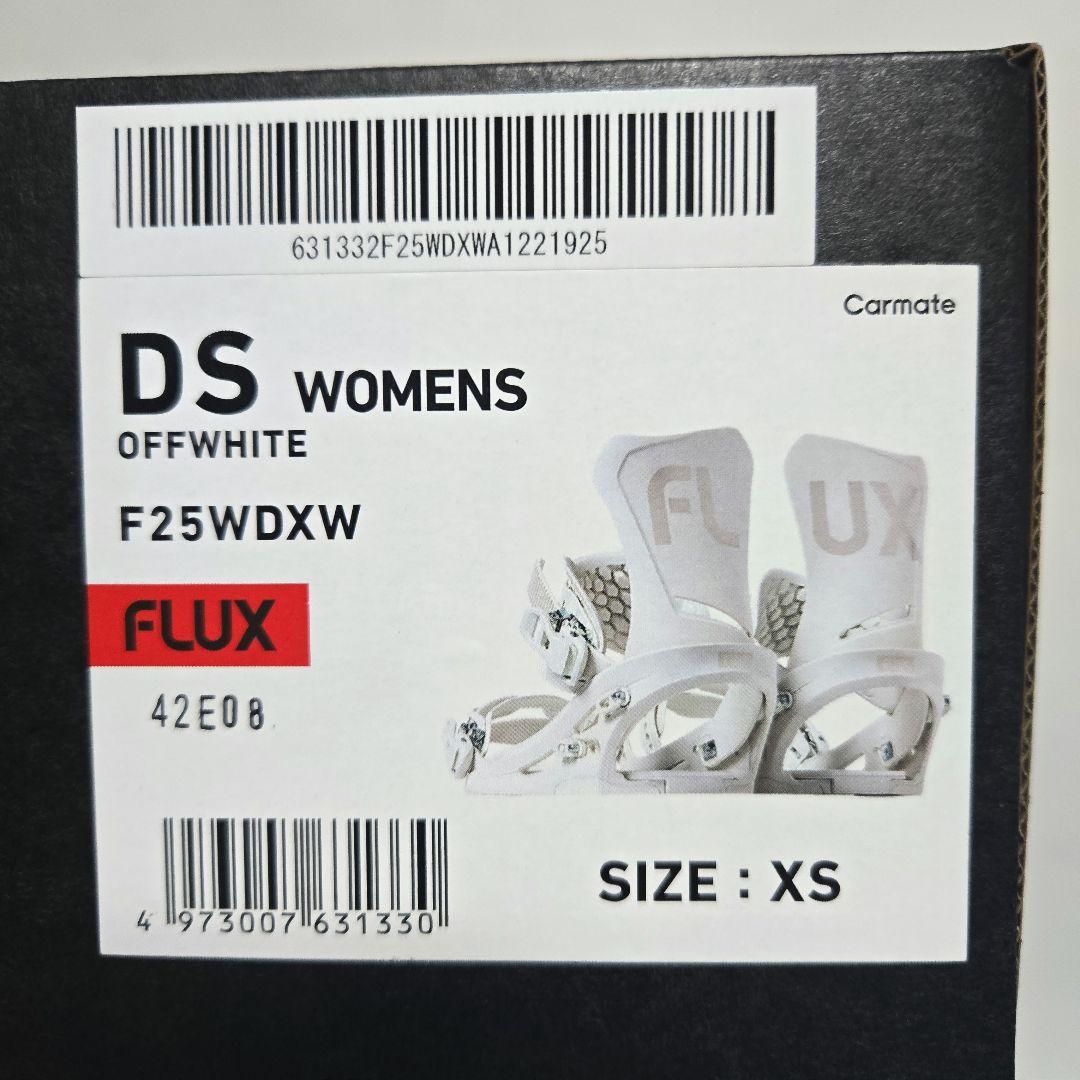 631332F25WDXWA1221925
Carmate
DS WOMENS
OFFWHITE
F25WDXW
FLUX
FLUX
42E08
SIZE : XS
4 973007 631330